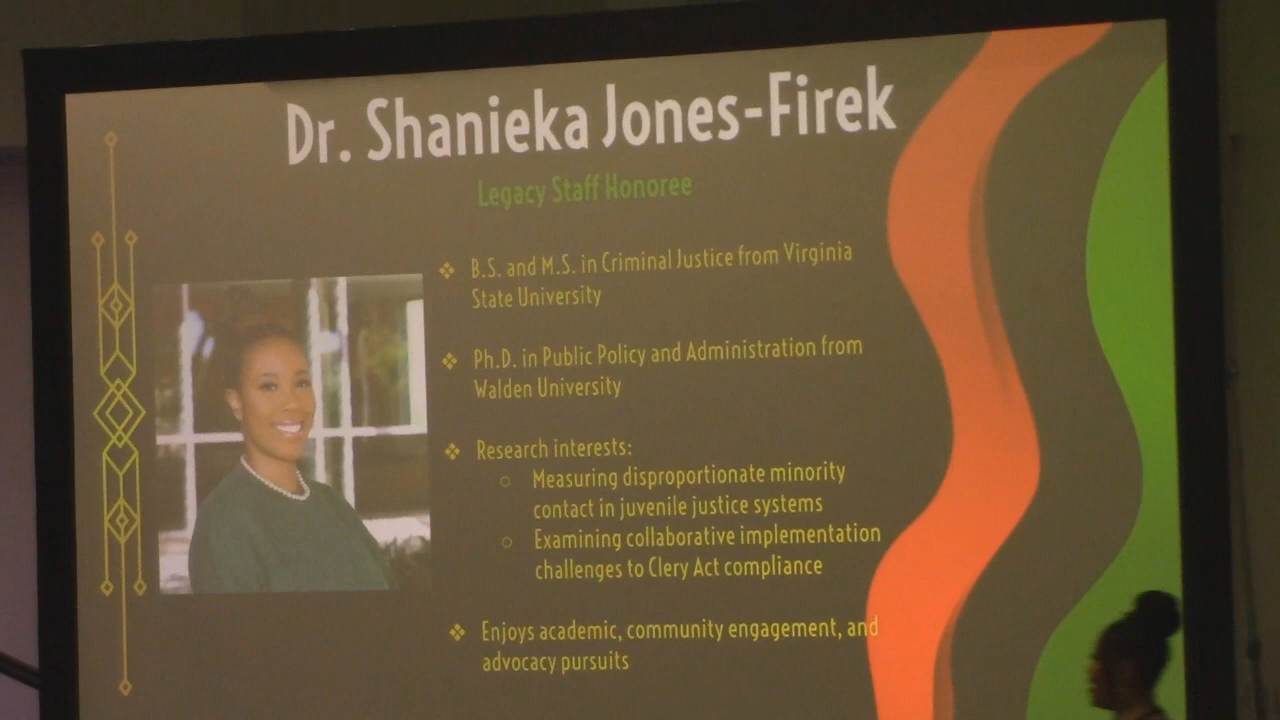 Dr. Shanieka Jones-Firek
Legacy Staff Honoree
❖ B.S. and M.S. in Criminal Justice from Virginia
State University
❖ Ph.D. in Public Policy and Administration from
Walden University
❖ Research interests:
○ Measuring disproportionate minority
contact in juvenile justice systems
○ Examining collaborative implementation
challenges to Clery Act compliance
❖ Enjoys academic, community engagement, and
advocacy pursuits